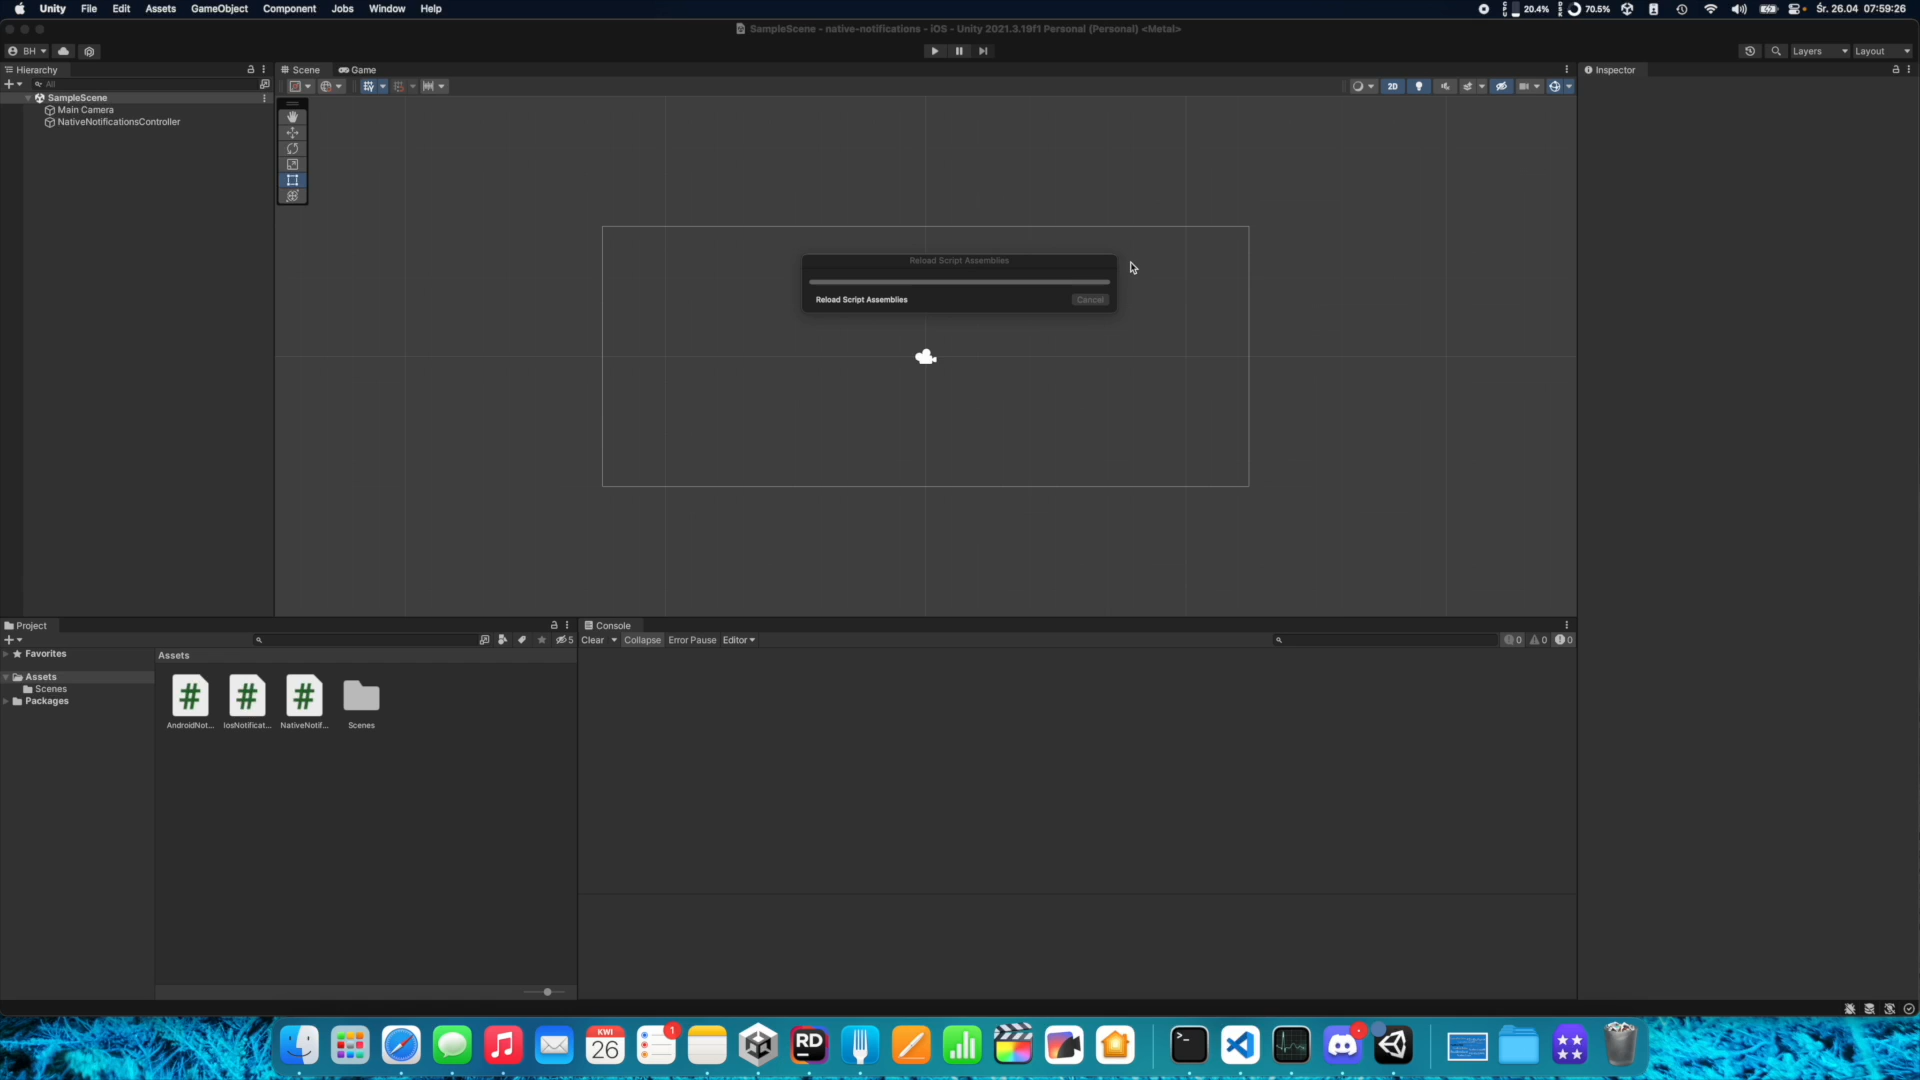 Unity File Edit Assets GameObject Component Jobs Window Help
20.4% 70.5% Śr. 26.04 07:59:26
SampleScene - native-notifications - iOS - Unity 2021.3.19f1 Personal (Personal) <Metal>
BH
Layers Layout
Hierarchy
All
SampleScene
Main Camera
NativeNotificationsController
Scene Game
2D
Inspector
Reload Script Assemblies
Reload Script Assemblies
Cancel
Project
5
Favorites
Assets
Scenes
Packages
Assets
AndroidNot...
IosNotificat...
NativeNotif...
Scenes
Console
Clear Collapse Error Pause Editor
0 0 0
KWI
26
1
RD